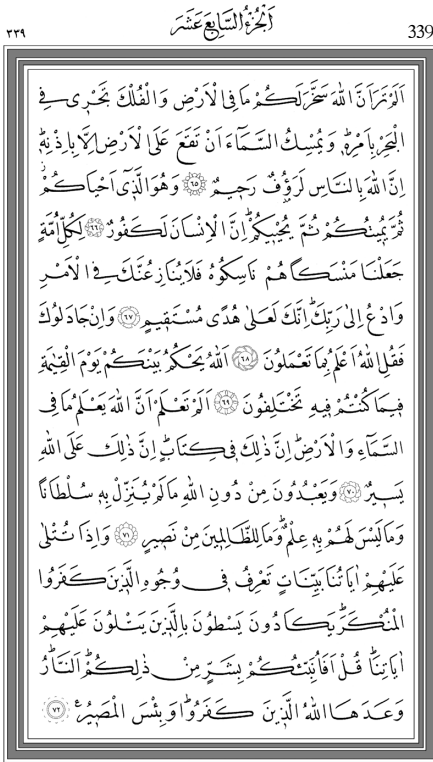 ٣٣٩ اَلْجُزْءُ السَّابِعَ عَشَرَ 339
اَلَمْ تَرَ اَنَّ اللّٰهَ سَخَّرَ لَكُمْ مَا فِي الْاَرْضِ وَالْفُلْكَ تَجْرٖي فِي
الْبَحْرِ بِاَمْرِهٖ وَيُمْسِكُ السَّمَٓاءَ اَنْ تَقَعَ عَلَى الْاَرْضِ اِلَّا بِاِذْنِهٖ
اِنَّ اللّٰهَ بِالنَّاسِ لَرَؤُ۫فٌ رَحٖيمٌ ﴿٦٥﴾ وَهُوَ الَّذٖٓي اَحْيَاكُمْ
ثُمَّ يُمٖيتُكُمْ ثُمَّ يُحْيٖيكُمْ اِنَّ الْاِنْسَانَ لَكَفُورٌ ﴿٦٦﴾ لِكُلِّ اُمَّةٍ
جَعَلْنَا مَنْسَكًا هُمْ نَاسِكُوهُ فَلَا يُنَازِعُنَّكَ فِي الْاَمْرِ
وَادْعُ اِلٰى رَبِّكَ اِنَّكَ لَعَلٰى هُدًى مُسْتَقٖيمٍ ﴿٦٧﴾ وَاِنْ جَادَلُوكَ
فَقُلِ اللّٰهُ اَعْلَمُ بِمَا تَعْمَلُونَ ﴿٦٨﴾ اَللّٰهُ يَحْكُمُ بَيْنَكُمْ يَوْمَ الْقِيٰمَةِ
فٖيمَا كُنْتُمْ فٖيهِ تَخْتَلِفُونَ ﴿٦٩﴾ اَلَمْ تَعْلَمْ اَنَّ اللّٰهَ يَعْلَمُ مَا فِي
السَّمَٓاءِ وَالْاَرْضِ اِنَّ ذٰلِكَ فٖي كِتَابٍ اِنَّ ذٰلِكَ عَلَى اللّٰهِ
يَسٖيرٌ ﴿٧٠﴾ وَيَعْبُدُونَ مِنْ دُونِ اللّٰهِ مَا لَمْ يُنَزِّلْ بِهٖ سُلْطَانًا
وَمَا لَيْسَ لَهُمْ بِهٖ عِلْمٌ وَمَا لِلظَّالِمٖينَ مِنْ نَصٖيرٍ ﴿٧١﴾ وَاِذَا تُتْلٰى
عَلَيْهِمْ اٰيَاتُنَا بَيِّنَاتٍ تَعْرِفُ فٖي وُجُوهِ الَّذٖينَ كَفَرُوا
الْمُنْكَرَ يَكَادُونَ يَسْطُونَ بِالَّذٖينَ يَتْلُونَ عَلَيْهِمْ
اٰيَاتِنَا قُلْ اَفَاُنَبِّئُكُمْ بِشَرٍّ مِنْ ذٰلِكُمْ اَلنَّارُ
وَعَدَهَا اللّٰهُ الَّذٖينَ كَفَرُوا وَبِئْسَ الْمَصٖيرُ ﴿٧٢﴾